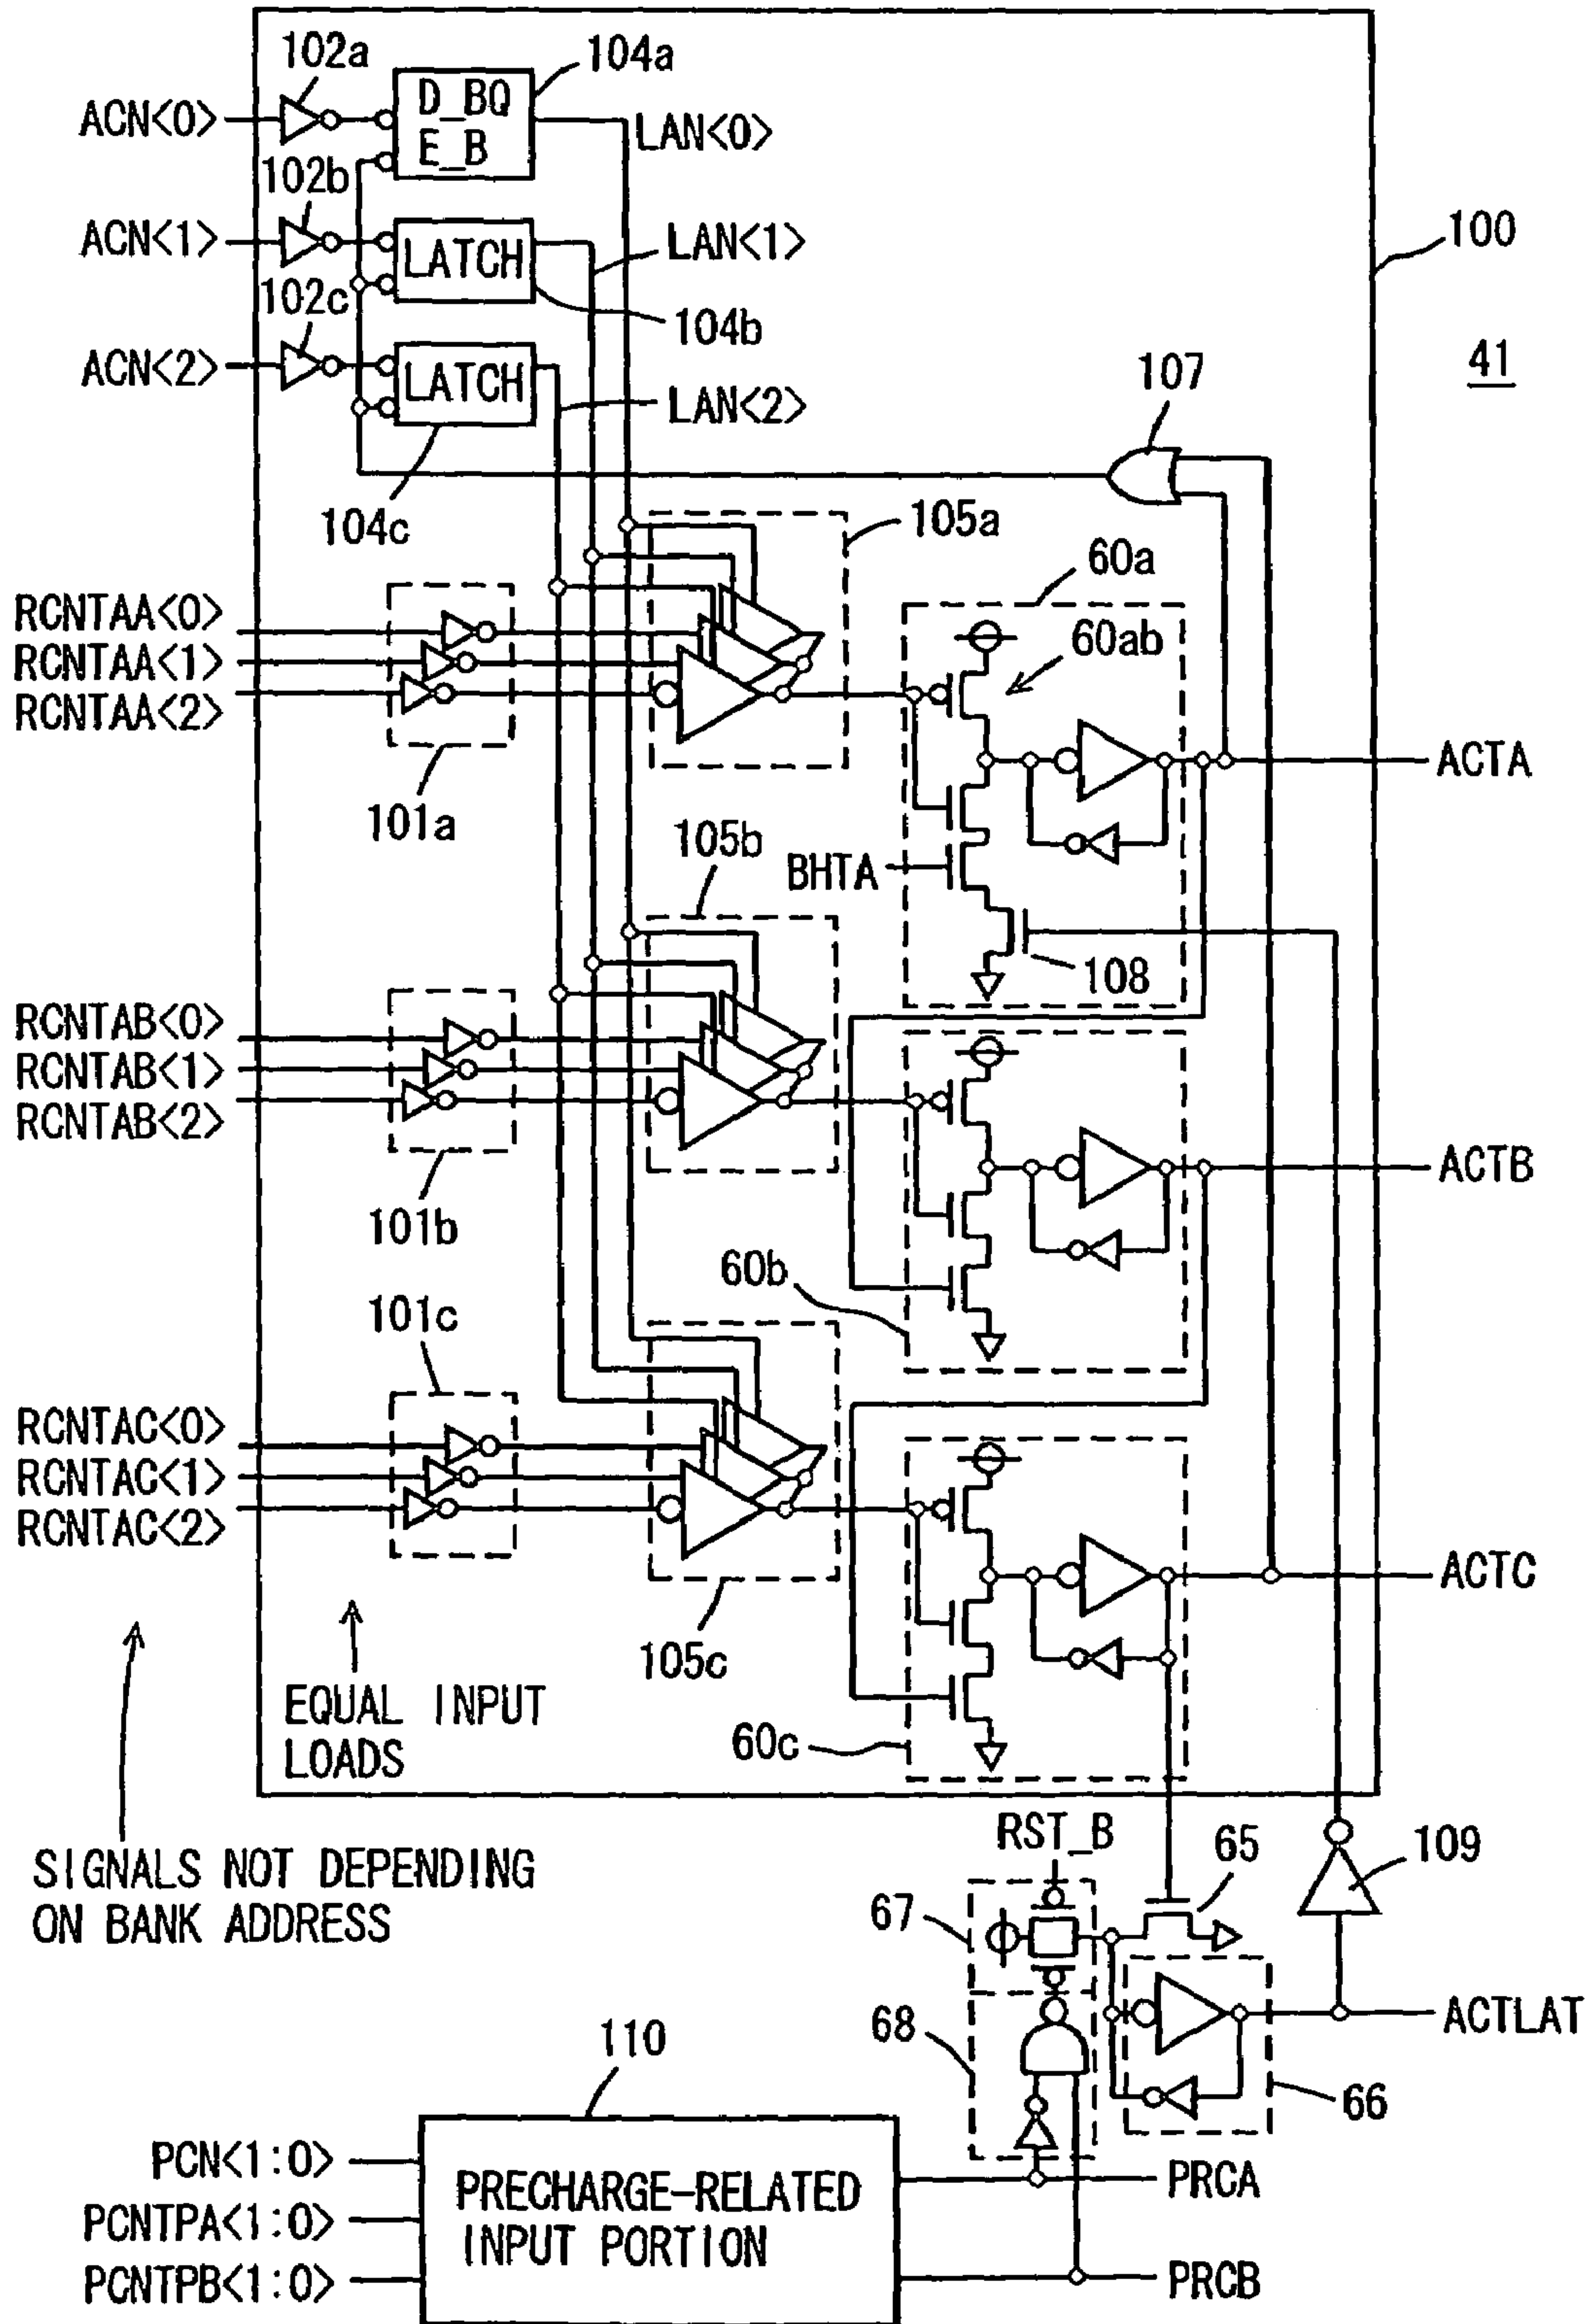 102a
104a
ACN<0>
D_BQ
E_B
LAN<0>
102b
ACN<1>
LATCH
LAN<1>
100
102c
104b
ACN<2>
LATCH
LAN<2>
107
41
104c
105a
60a
RCNTAA<0>
RCNTAA<1>
RCNTAA<2>
60ab
ACTA
101a
105b
BHTA
108
RCNTAB<0>
RCNTAB<1>
RCNTAB<2>
ACTB
101b
60b
101c
RCNTAC<0>
RCNTAC<1>
RCNTAC<2>
ACTC
105c
EQUAL INPUT
LOADS
60c
SIGNALS NOT DEPENDING
ON BANK ADDRESS
RST_B
65
109
67
68
ACTLAT
66
110
PCN<1:0>
PCNTPA<1:0>
PCNTPB<1:0>
PRECHARGE-RELATED
INPUT PORTION
PRCA
PRCB